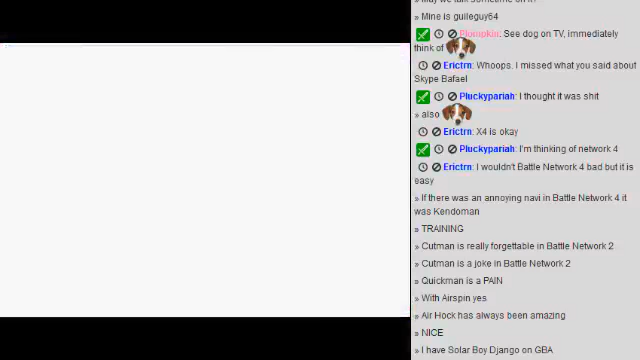 » Mine is guileguy64
Ploompkin: See dog on TV, immediately
think of
Erictrn: Whoops. I missed what you said about
Skype Bafael
Pluckypariah: I thought it was shit
» also
Erictrn: X4 is okay
Pluckypariah: I'm thinking of network 4
Erictrn: I wouldn't Battle Network 4 bad but it is
easy
» If there was an annoying navi in Battle Network 4 it
was Kendoman
» TRAINING
» Cutman is really forgettable in Battle Network 2
» Cutman is a joke in Battle Network 2
» Quickman is a PAIN
» With Airspin yes
» Air Hock has always been amazing
» NICE
» I have Solar Boy Django on GBA